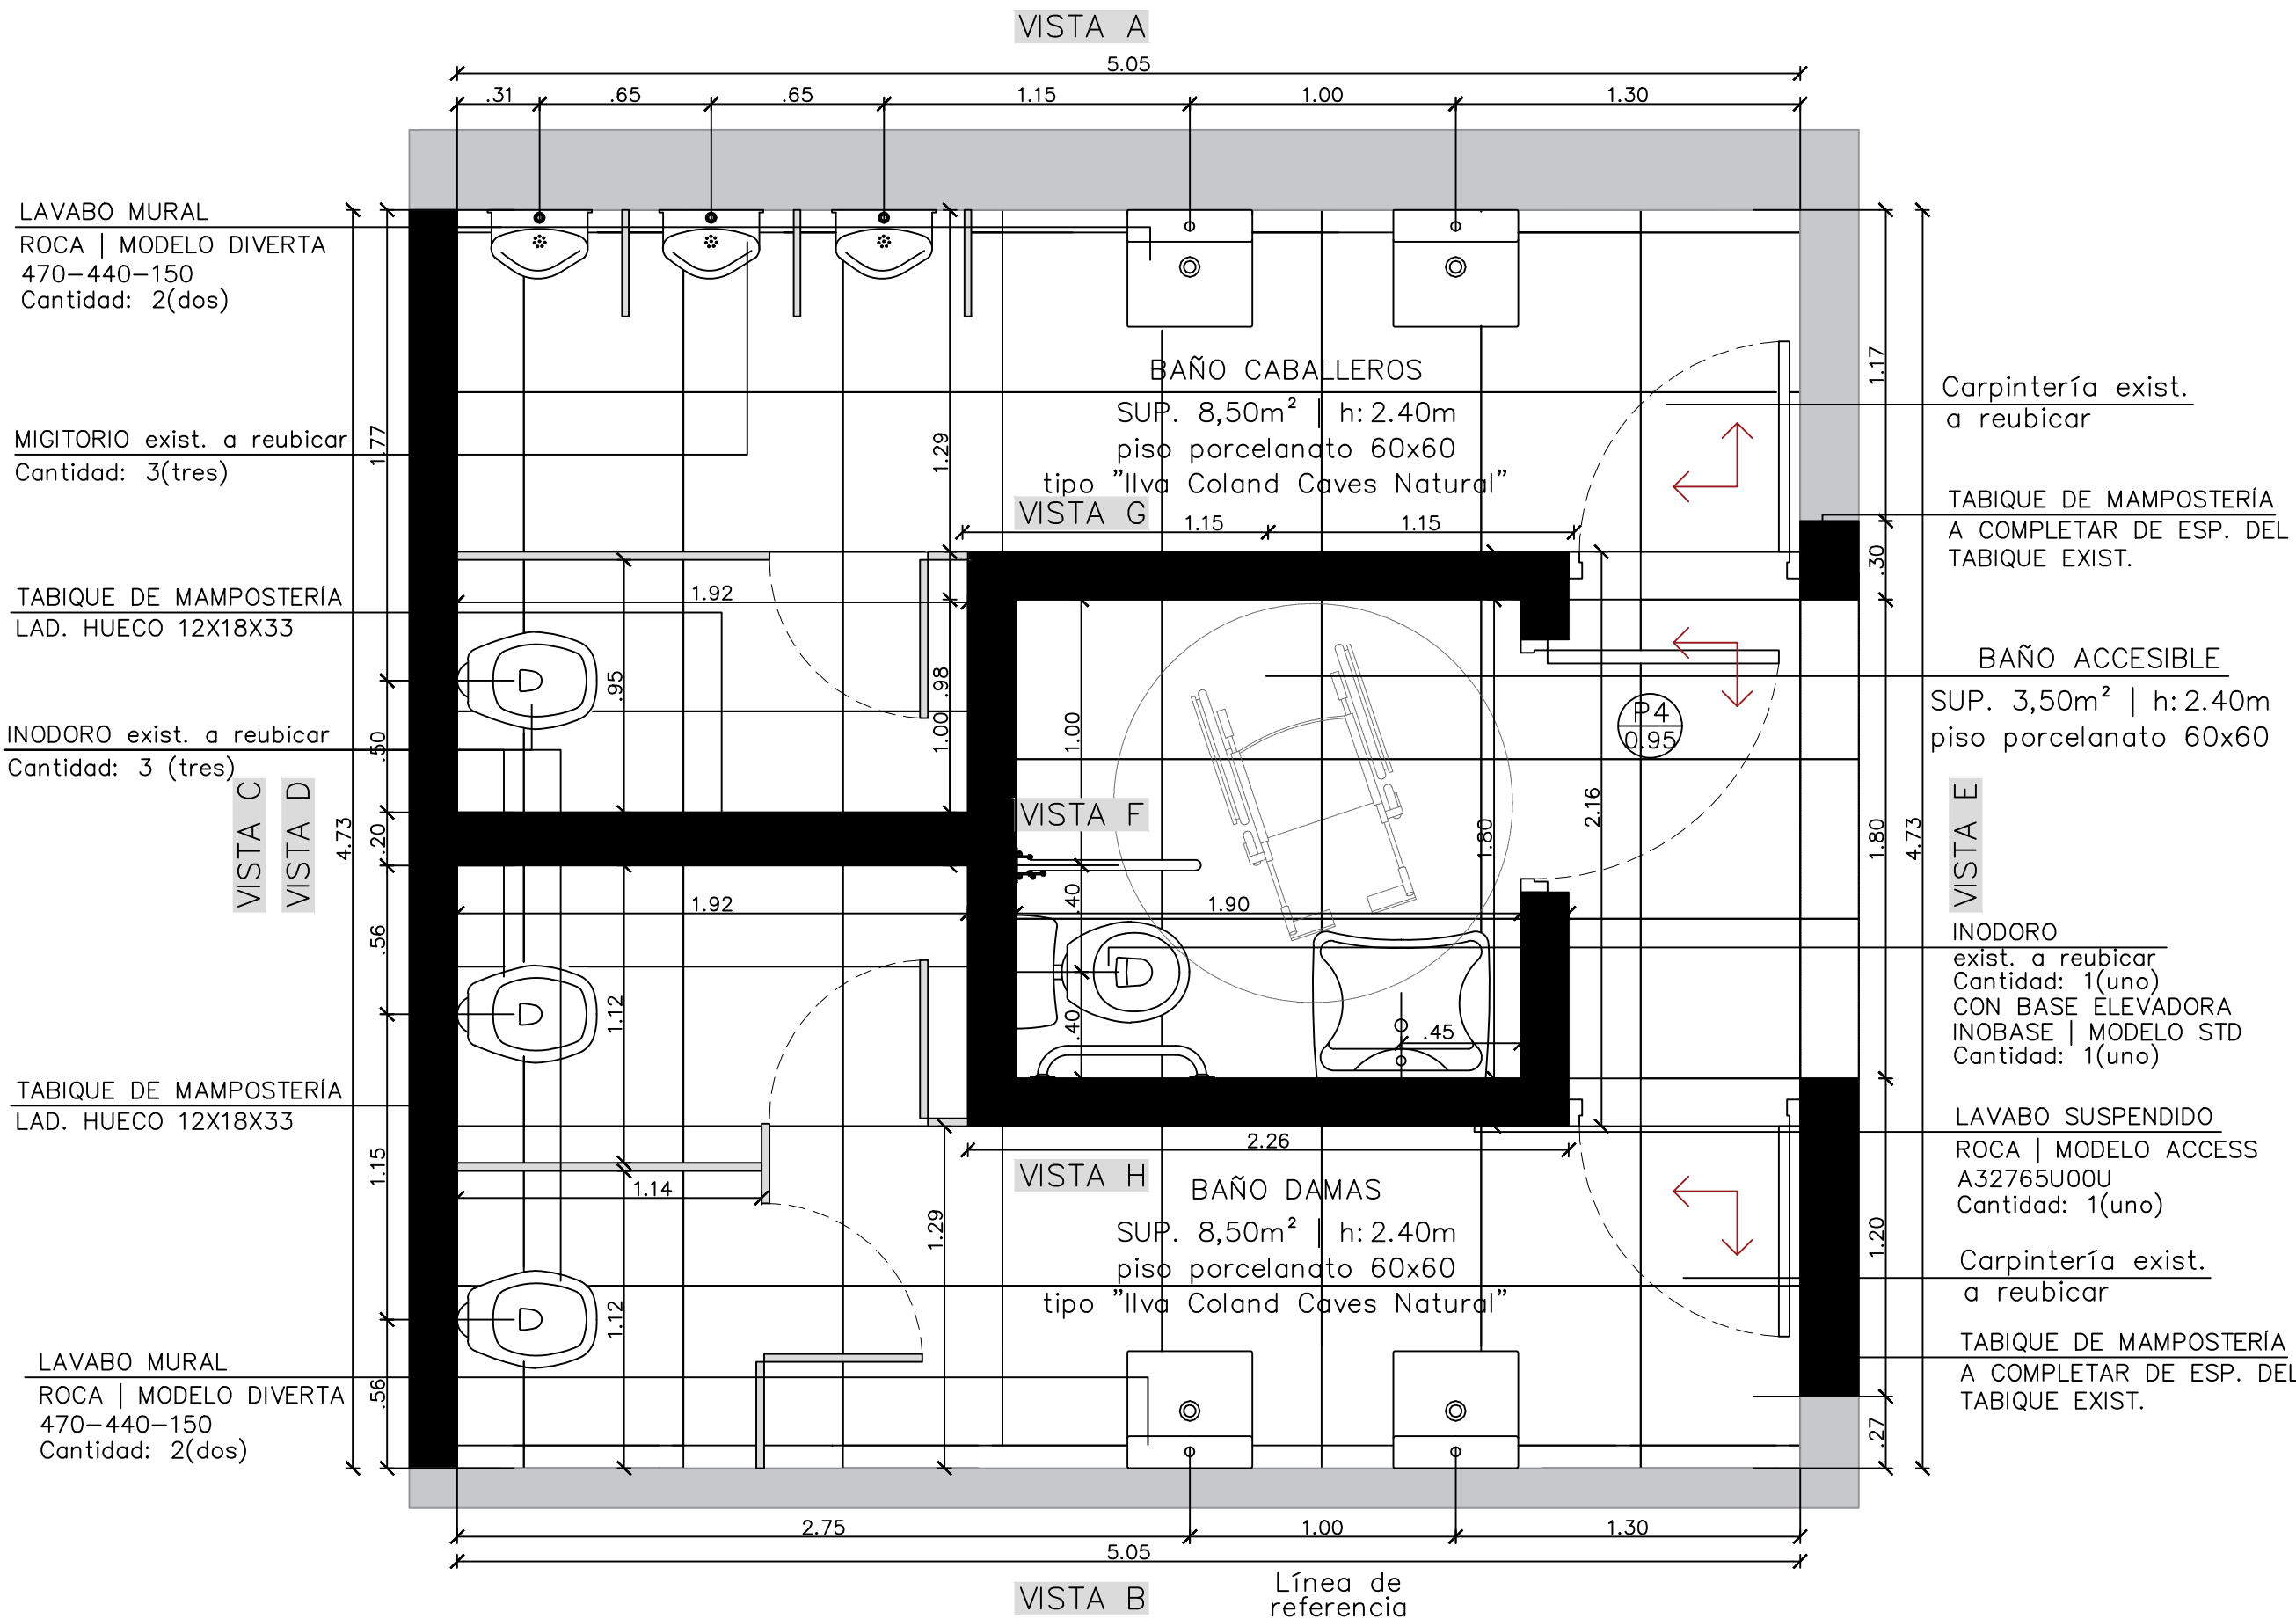 VISTA A
5.05
.31
.65
.65
1.15
1.00
1.30
LAVABO MURAL
ROCA | MODELO DIVERTA
470-440-150
Cantidad: 2(dos)
MIGITORIO exist. a reubicar
Cantidad: 3(tres)
TABIQUE DE MAMPOSTERÍA
LAD. HUECO 12X18X33
INODORO exist. a reubicar
Cantidad: 3 (tres)
VISTA C
VISTA D
TABIQUE DE MAMPOSTERÍA
LAD. HUECO 12X18X33
LAVABO MURAL
ROCA | MODELO DIVERTA
470-440-150
Cantidad: 2(dos)
4.73
1.77
.50
.20
.56
1.15
.56
BAÑO CABALLEROS
SUP. 8,50m² | h:2.40m
piso porcelanato 60x60
tipo "Ilva Coland Caves Natural"
VISTA G
1.15
1.15
1.29
1.92
.95
.98
1.00
1.00
VISTA F
1.80
2.16
P4
0.95
1.92
1.90
.40
.40
.45
1.12
2.26
VISTA H
1.14
1.29
1.12
BAÑO DAMAS
SUP. 8,50m² | h:2.40m
piso porcelanato 60x60
tipo "Ilva Coland Caves Natural"
1.17
.30
1.80
1.20
.27
4.73
Carpintería exist.
a reubicar
TABIQUE DE MAMPOSTERÍA
A COMPLETAR DE ESP. DEL
TABIQUE EXIST.
BAÑO ACCESIBLE
SUP. 3,50m² | h:2.40m
piso porcelanato 60x60
VISTA E
INODORO
exist. a reubicar
Cantidad: 1(uno)
CON BASE ELEVADORA
INOBASE | MODELO STD
Cantidad: 1(uno)
LAVABO SUSPENDIDO
ROCA | MODELO ACCESS
A32765U00U
Cantidad: 1(uno)
Carpintería exist.
a reubicar
TABIQUE DE MAMPOSTERÍA
A COMPLETAR DE ESP. DEL
TABIQUE EXIST.
2.75
1.00
1.30
5.05
VISTA B
Línea de
referencia